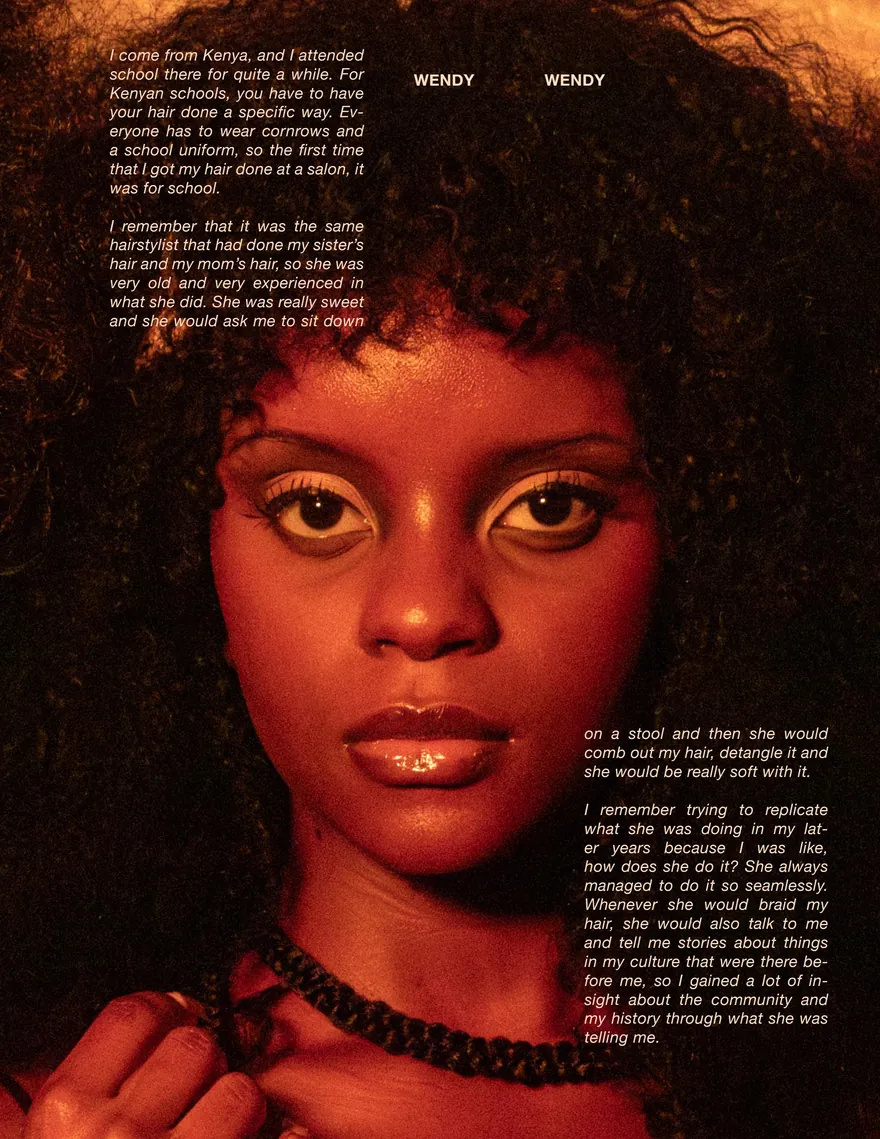 I come from Kenya, and I attended
school there for quite a while. For
Kenyan schools, you have to have
your hair done a specific way. Ev-
eryone has to wear cornrows and
a school uniform, so the first time
that I got my hair done at a salon, it
was for school.
I remember that it was the same
hairstylist that had done my sister’s
hair and my mom’s hair, so she was
very old and very experienced in
what she did. She was really sweet
and she would ask me to sit down
WENDY WENDY
on a stool and then she would
comb out my hair, detangle it and
she would be really soft with it.
I remember trying to replicate
what she was doing in my lat-
er years because I was like,
how does she do it? She always
managed to do it so seamlessly.
Whenever she would braid my
hair, she would also talk to me
and tell me stories about things
in my culture that were there be-
fore me, so I gained a lot of in-
sight about the community and
my history through what she was
telling me.